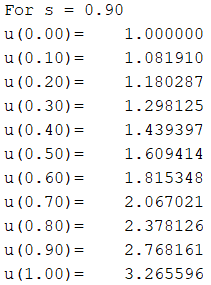 For s = 0.90
u(0.00)= 1.000000
u(0.10)= 1.081910
u(0.20)= 1.180287
u(0.30)= 1.298125
u(0.40)= 1.439397
u(0.50)= 1.609414
u(0.60)= 1.815348
u(0.70)= 2.067021
u(0.80)= 2.378126
u(0.90)= 2.768161
u(1.00)= 3.265596